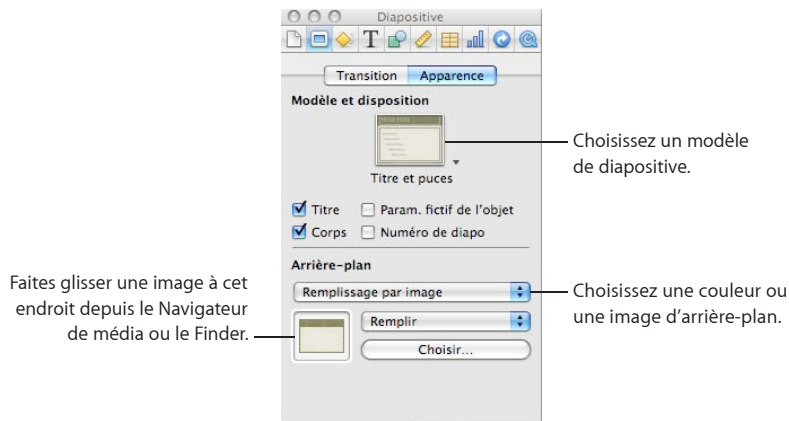 Diapositive
T
Transition Apparence
Modèle et disposition
Titre et puces
Titre Param. fictif de l'objet
Corps Numéro de diapo
Arrière-plan
Remplissage par image
Remplir
Choisir...
Choisissez un modèle
de diapositive.
Faites glisser une image à cet
endroit depuis le Navigateur
de média ou le Finder.
Choisissez une couleur ou
une image d'arrière-plan.